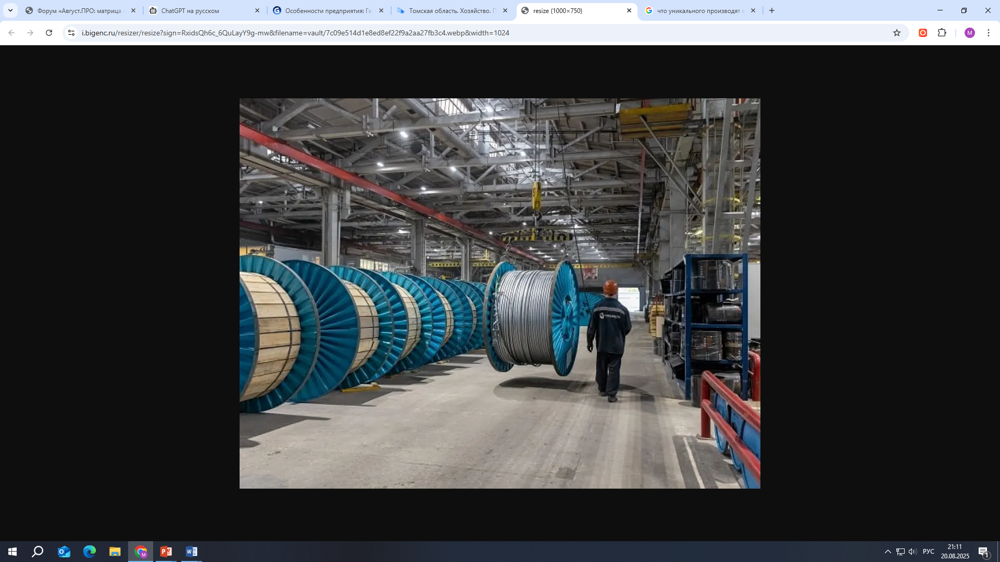 Форум «Август.ПРО: матрица
ChatGPT на русском
Особенности предприятия: Ге
Томская область. Хозяйство. П
resize (1000×750)
что уникального производят в
i.bigenc.ru/resizer/resize?sign=RxidsQh6c_6QuLayY9g-mw&filename=vault/7c09e514d1e8ed8ef22f9a2aa27fb3c4.webp&width=1024
M
M
РУС
21:11
20.08.2025
1